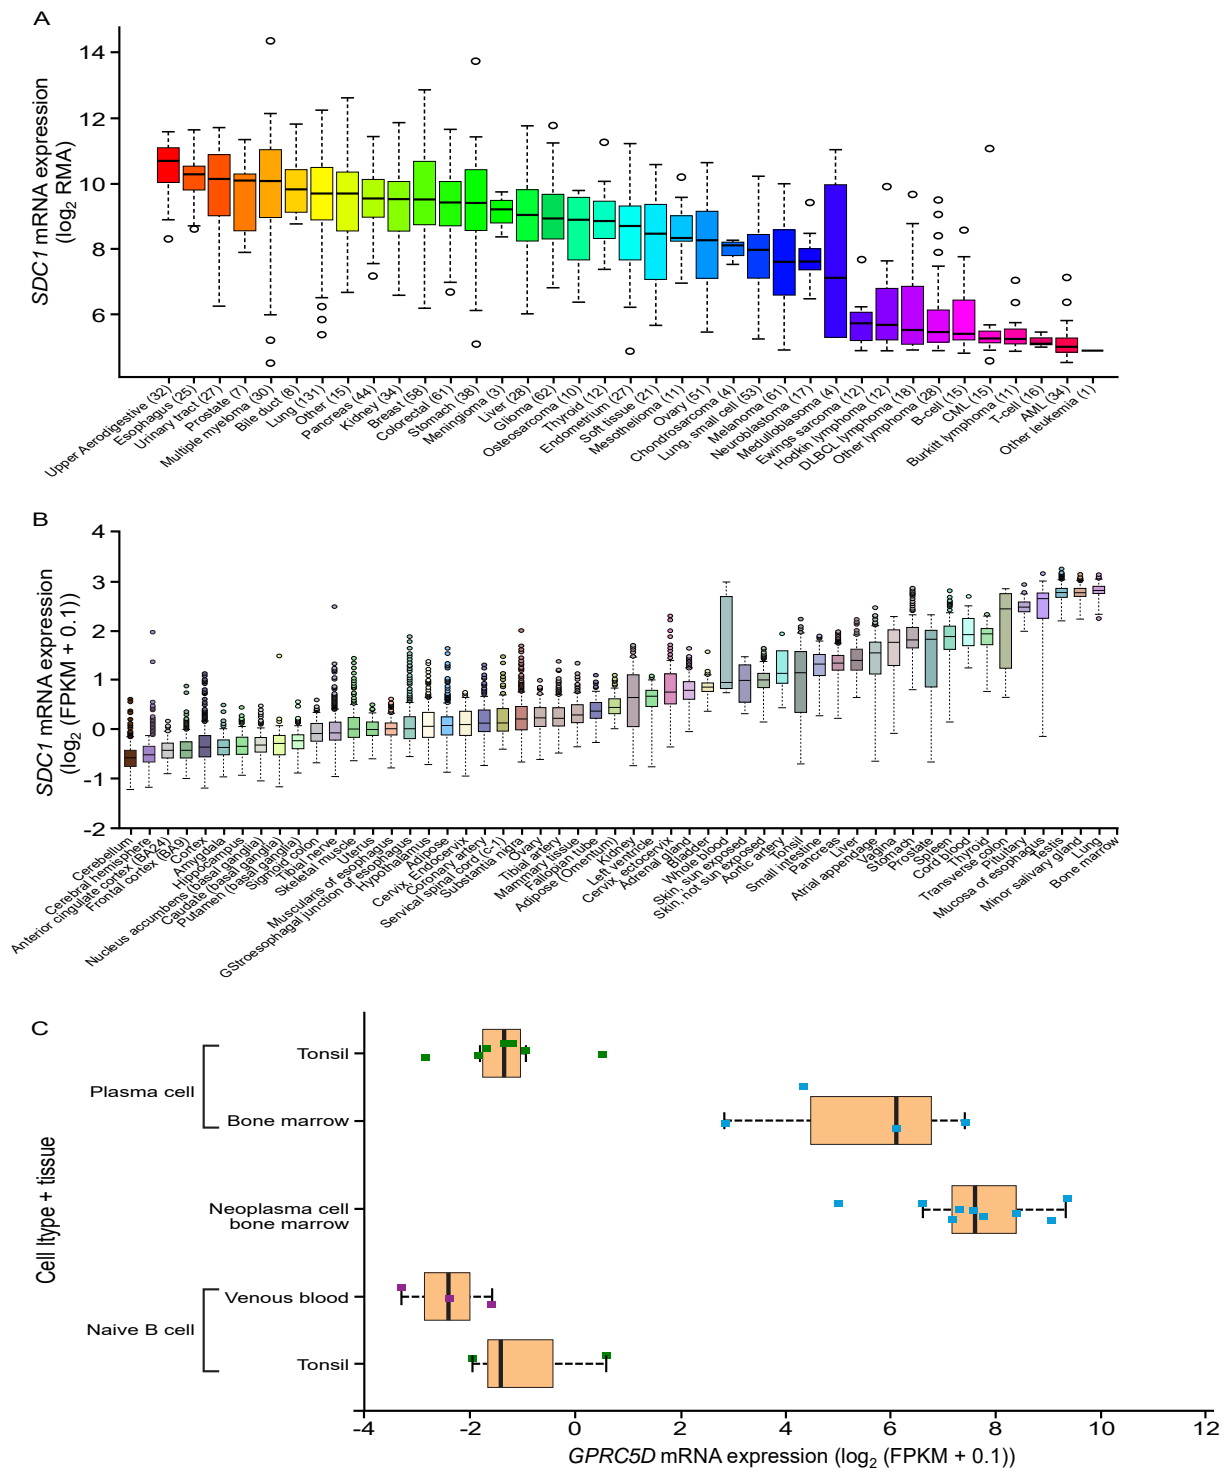 A
SDC1 mRNA expression
(log2 RMA)
14
12
10
8
6
Upper Aerodigestive (32)
Esophagus (25)
Urinary tract (27)
Prostate (7)
Multiple myeloma (30)
Bile duct (8)
Lung (131)
Other (15)
Pancreas (44)
Kidney (34)
Breast (58)
Colorectal (61)
Stomach (38)
Meningioma (3)
Liver (28)
Glioma (62)
Osteosarcoma (10)
Thyroid (12)
Endometrium (27)
Soft tissue (21)
Mesothelioma (11)
Ovary (51)
Chondrosarcoma (4)
Lung. small cell (53)
Melanoma (61)
Neuroblastoma (17)
Medulloblastoma (4)
Ewings sarcoma (12)
Hodkin lymphoma (12)
DLBCL lymphoma (18)
Other lymphoma (28)
B-cell (15)
CML (15)
Burkitt lymphoma (11)
T-cell (16)
AML (34)
Other leukemia (1)
B
SDC1 mRNA expression
(log2 (FPKM + 0.1))
4
3
2
1
0
-1
-2
Cerebellum
Cerebral hemisphere
Anterior cingulate cortex (BA24)
Frontal cortex (BA9)
Cortex
Amygdala
Hippocampus
Nucleus accumbens (basal ganglia)
Caudate (basal ganglia)
Putamen (basal ganglia)
Sigmoid colon
Tibial nerve
Skeletal muscle
Uterus
Muscularis of esophagus
GStroesophagal junction of esophagus
Hypothalamus
Adipose
Cervix, Endocervix
Coronary artery
Servical spinal cord (c-1)
Substantia nigra
Ovary
Tibial artery
Mammary tissue
Fallopian tube
Adipose (Omentum)
Kidney
Left ventricle
Cervix, ectocervix
Adrenal gland
Bladder
Whole blood
Skin, sun exposed
Skin, not sun exposed
Aortic artery
Tonsil
Small intestine
Pancreas
Liver
Atrial appendage
Vagina
Stomach
Prostate
Spleen
Cord blood
Thyroid
Transverse colon
Pituitary
Mucosa of esophagus
Testis
Minor salivary gland
Lung
Bone marrow
C
Cell ltype + tissue
Plasma cell
Tonsil
Bone marrow
Neoplasma cell
bone marrow
Naive B cell
Venous blood
Tonsil
-4
-2
0
2
4
6
8
10
12
GPRC5D mRNA expression (log2 (FPKM + 0.1))